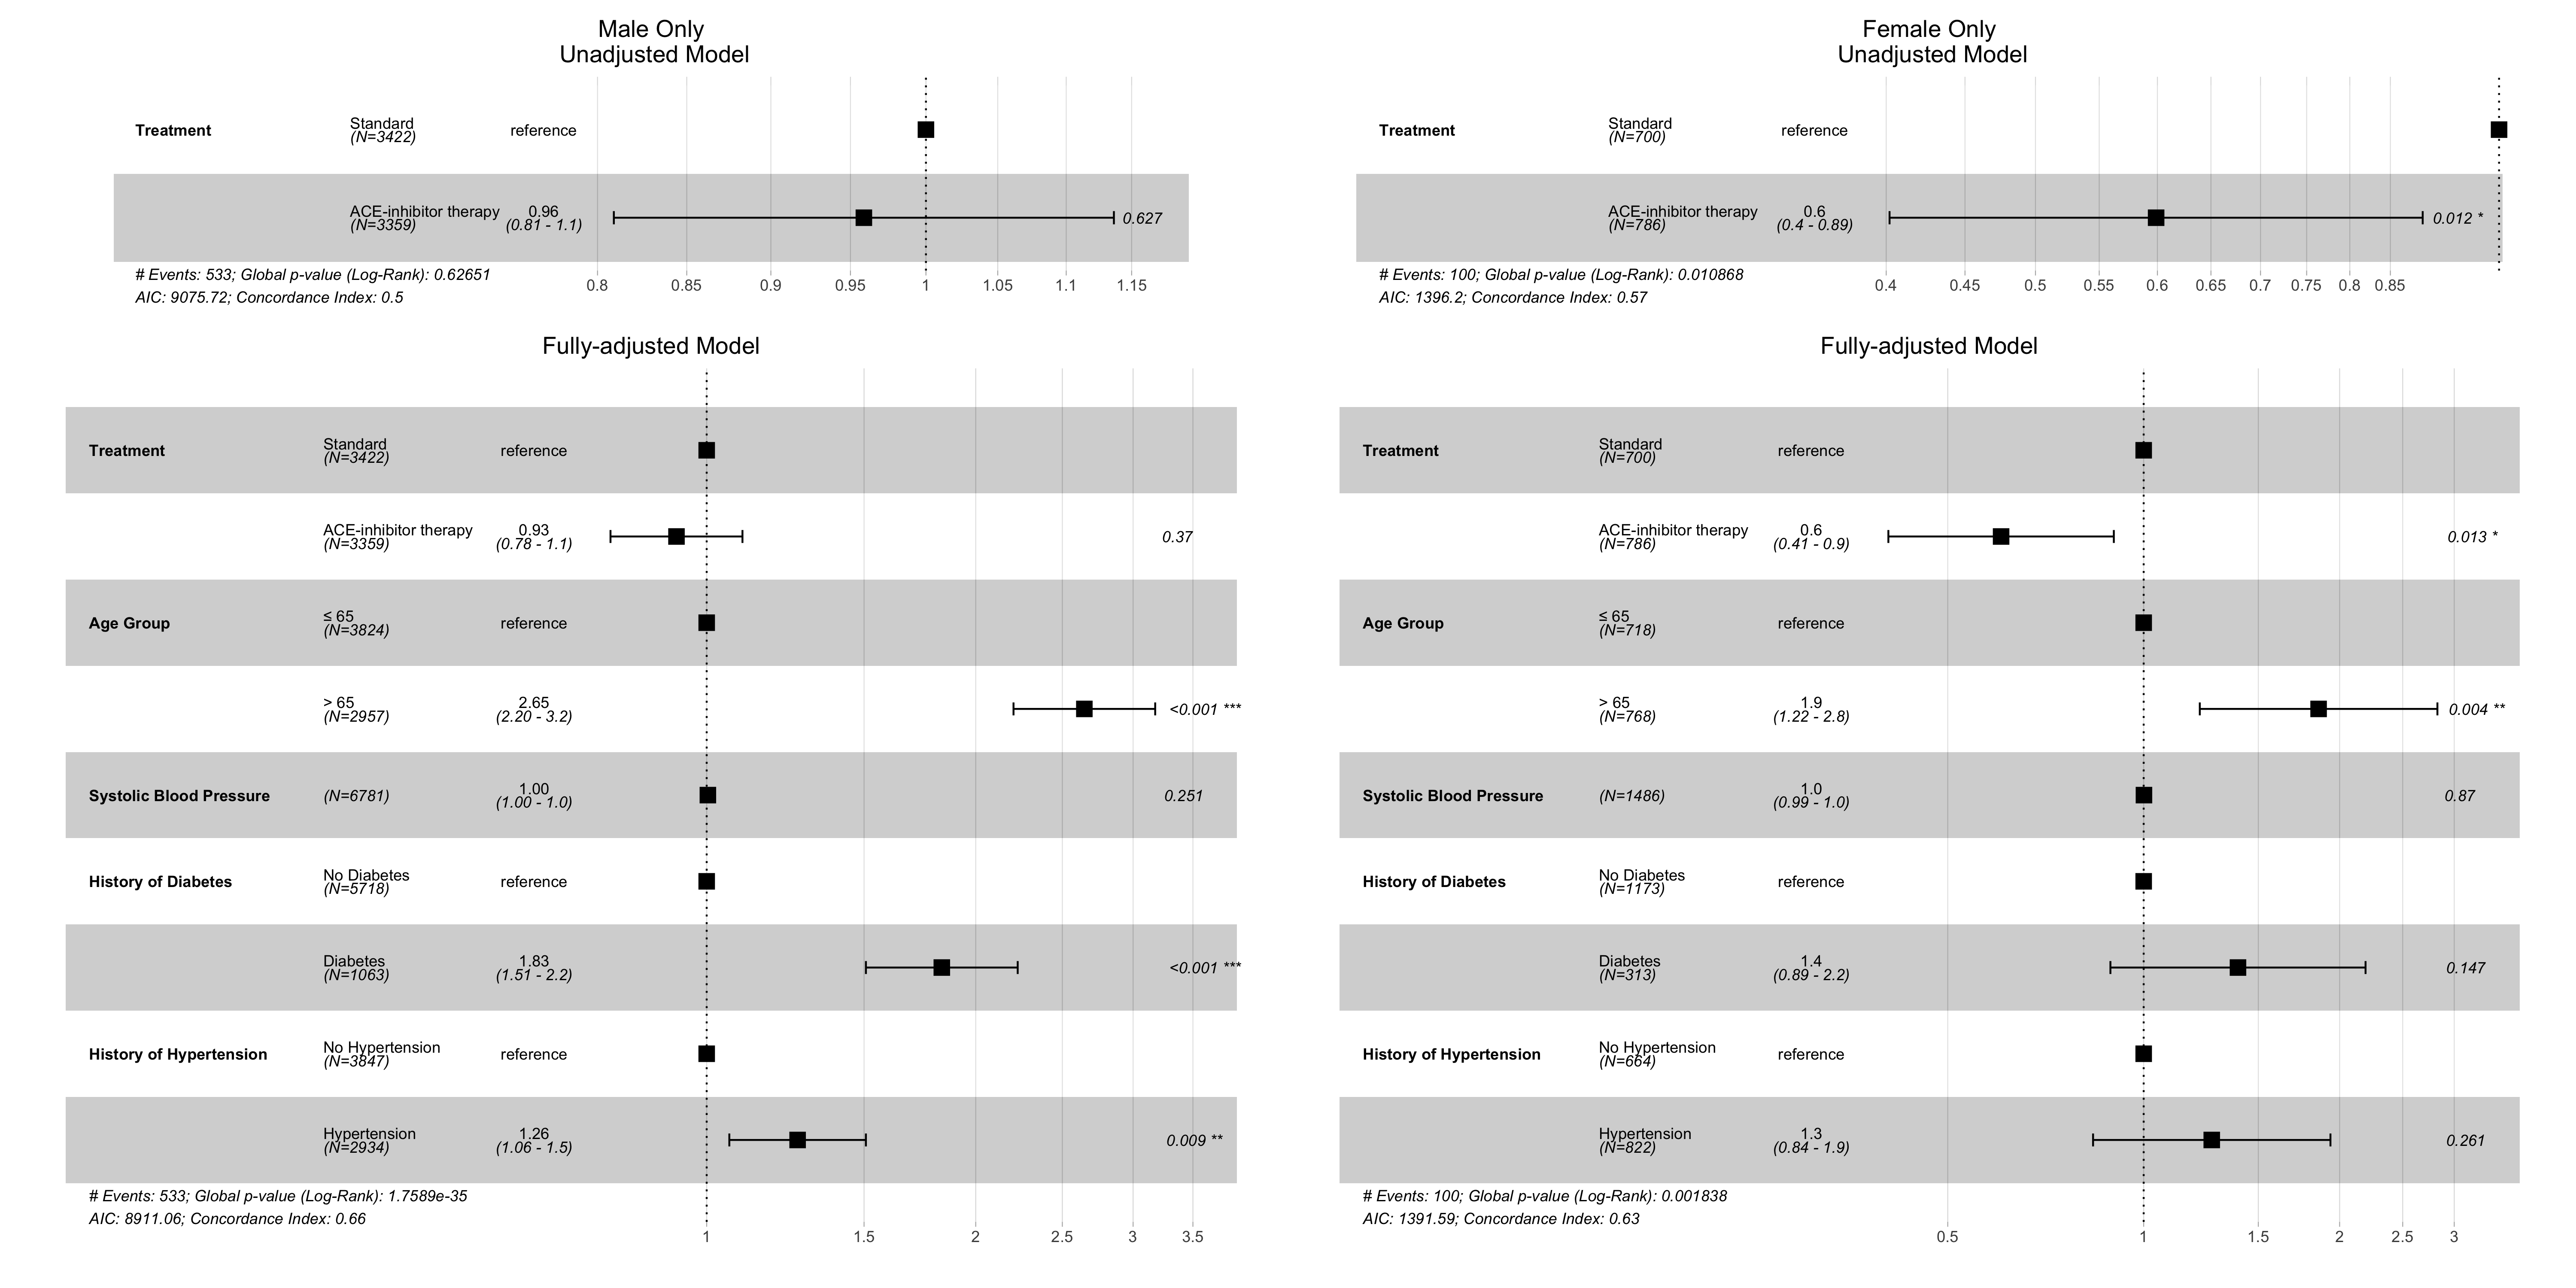 Male Only
Unadjusted Model
Treatment
Standard
(N=3422)
reference
ACE-inhibitor therapy
(N=3359)
0.96
(0.81 - 1.1)
0.627
# Events: 533; Global p-value (Log-Rank): 0.62651
AIC: 9075.72; Concordance Index: 0.5
0.8 0.85 0.9 0.95 1 1.05 1.1 1.15
Female Only
Unadjusted Model
Treatment
Standard
(N=700)
reference
ACE-inhibitor therapy
(N=786)
0.6
(0.4 - 0.89)
0.012 *
# Events: 100; Global p-value (Log-Rank): 0.010868
AIC: 1396.2; Concordance Index: 0.57
0.4 0.45 0.5 0.55 0.6 0.65 0.7 0.75 0.8 0.85
Fully-adjusted Model
Treatment
Standard
(N=3422)
reference
ACE-inhibitor therapy
(N=3359)
0.93
(0.78 - 1.1)
0.37
Age Group
≤ 65
(N=3824)
reference
> 65
(N=2957)
2.65
(2.20 - 3.2)
<0.001 ***
Systolic Blood Pressure
(N=6781)
1.00
(1.00 - 1.0)
0.251
History of Diabetes
No Diabetes
(N=5718)
reference
Diabetes
(N=1063)
1.83
(1.51 - 2.2)
<0.001 ***
History of Hypertension
No Hypertension
(N=3847)
reference
Hypertension
(N=2934)
1.26
(1.06 - 1.5)
0.009 **
# Events: 533; Global p-value (Log-Rank): 1.7589e-35
AIC: 8911.06; Concordance Index: 0.66
1 1.5 2 2.5 3 3.5
Fully-adjusted Model
Treatment
Standard
(N=700)
reference
ACE-inhibitor therapy
(N=786)
0.6
(0.41 - 0.9)
0.013 *
Age Group
≤ 65
(N=718)
reference
> 65
(N=768)
1.9
(1.22 - 2.8)
0.004 **
Systolic Blood Pressure
(N=1486)
1.0
(0.99 - 1.0)
0.87
History of Diabetes
No Diabetes
(N=1173)
reference
Diabetes
(N=313)
1.4
(0.89 - 2.2)
0.147
History of Hypertension
No Hypertension
(N=664)
reference
Hypertension
(N=822)
1.3
(0.84 - 1.9)
0.261
# Events: 100; Global p-value (Log-Rank): 0.001838
AIC: 1391.59; Concordance Index: 0.63
0.5 1 1.5 2 2.5 3